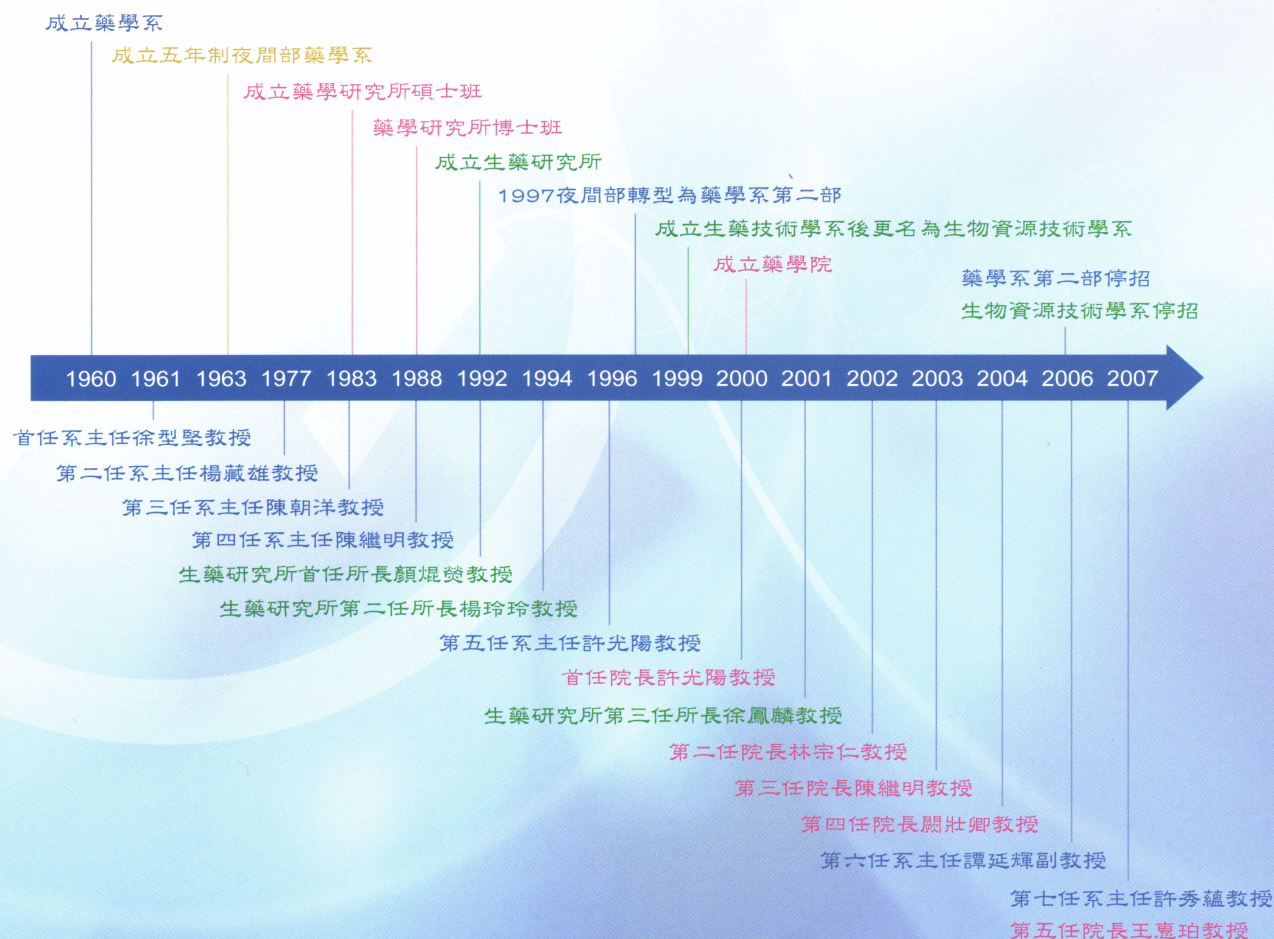 成立藥學系
成立五年制夜間部藥學系
成立藥學研究所碩士班
藥學研究所博士班
成立生藥研究所
1997夜間部轉型為藥學系第二部
成立生藥技術學系後更名為生物資源技術學系
成立藥學院
藥學系第二部停招
生物資源技術學系停招
1960 1961 1963 1977 1983 1988 1992 1994 1996 1999 2000 2001 2002 2003 2004 2006 2007
首任系主任徐型堅教授
第二任系主任楊藏雄教授
第三任系主任陳朝洋教授
第四任系主任陳繼明教授
生藥研究所首任所長顏焜熒教授
生藥研究所第二任所長楊玲玲教授
第五任系主任許光陽教授
首任院長許光陽教授
生藥研究所第三任所長徐鳳麟教授
第二任院長林宗仁教授
第三任院長陳繼明教授
第四任院長闕壯卿教授
第六任系主任譚延輝副教授
第七任系主任許秀蘊教授
第五任院長王惠珀教授